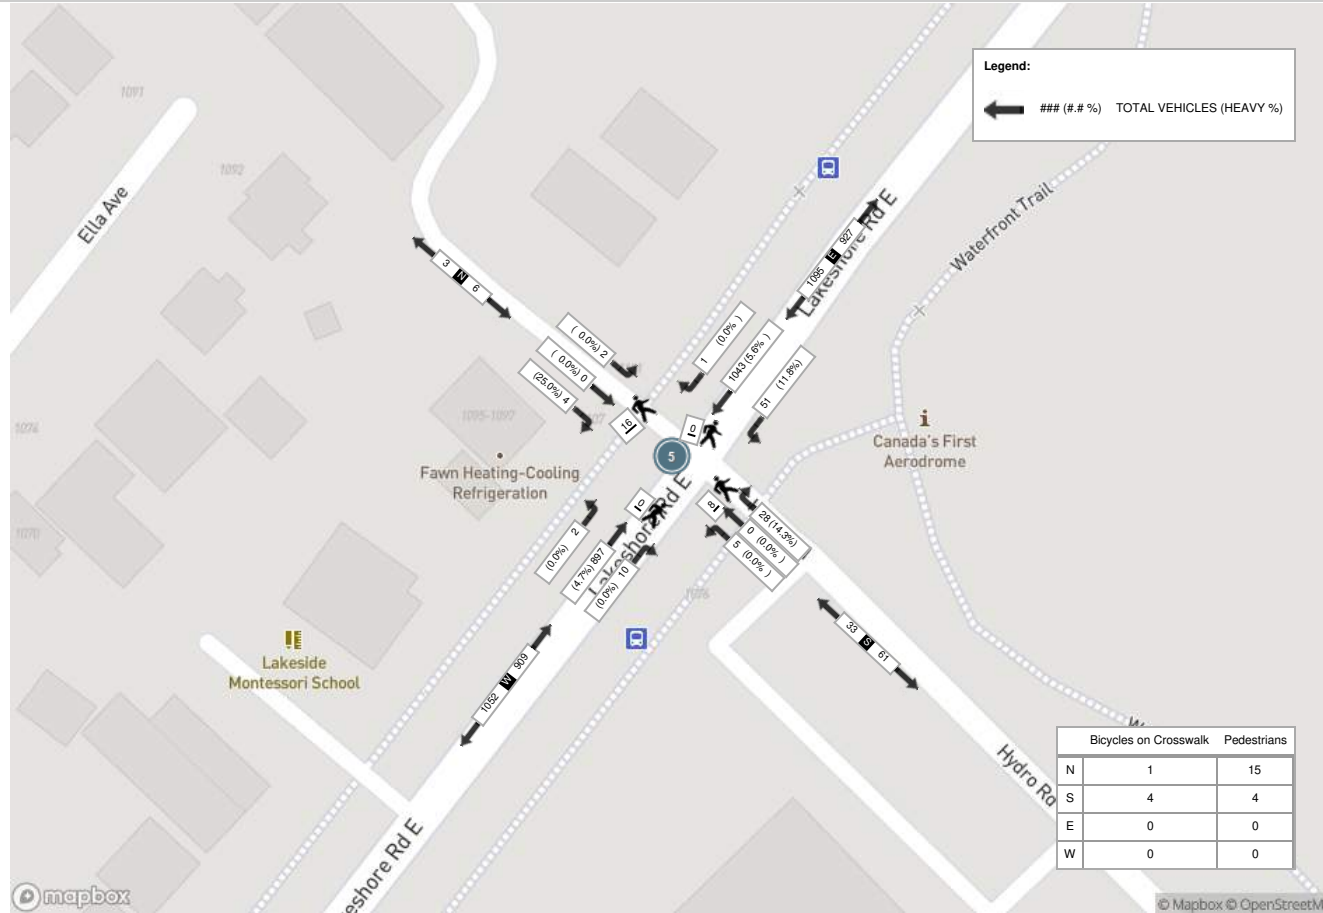 Legend:
### (#.# %) TOTAL VEHICLES (HEAVY %)
1091
1092
Ella Ave
Lakeshore Rd E
Waterfront Trail
927
E
1095
3 N 6
( 0.0%) 2
( 0.0%) 0
(25.0%) 4
1 (0.0% )
1043 (5.6% )
51 (11.8%)
16
0
5
1095-1097
1074
Fawn Heating-Cooling
Refrigeration
i
Canada's First
Aerodrome
Lakeshore Rd E
0
8
28 (14.3%)
0 (0.0% )
5 (0.0% )
(0.0%) 2
(4.7%) 897
(0.0%) 10
1070
1076
33 S 61
Lakeside
Montessori School
1052 W 909
Hydro Rd
W
Bicycles on Crosswalk Pedestrians
N 1 15
S 4 4
E 0 0
W 0 0
eshore Rd E
mapbox
© Mapbox © OpenStreetM